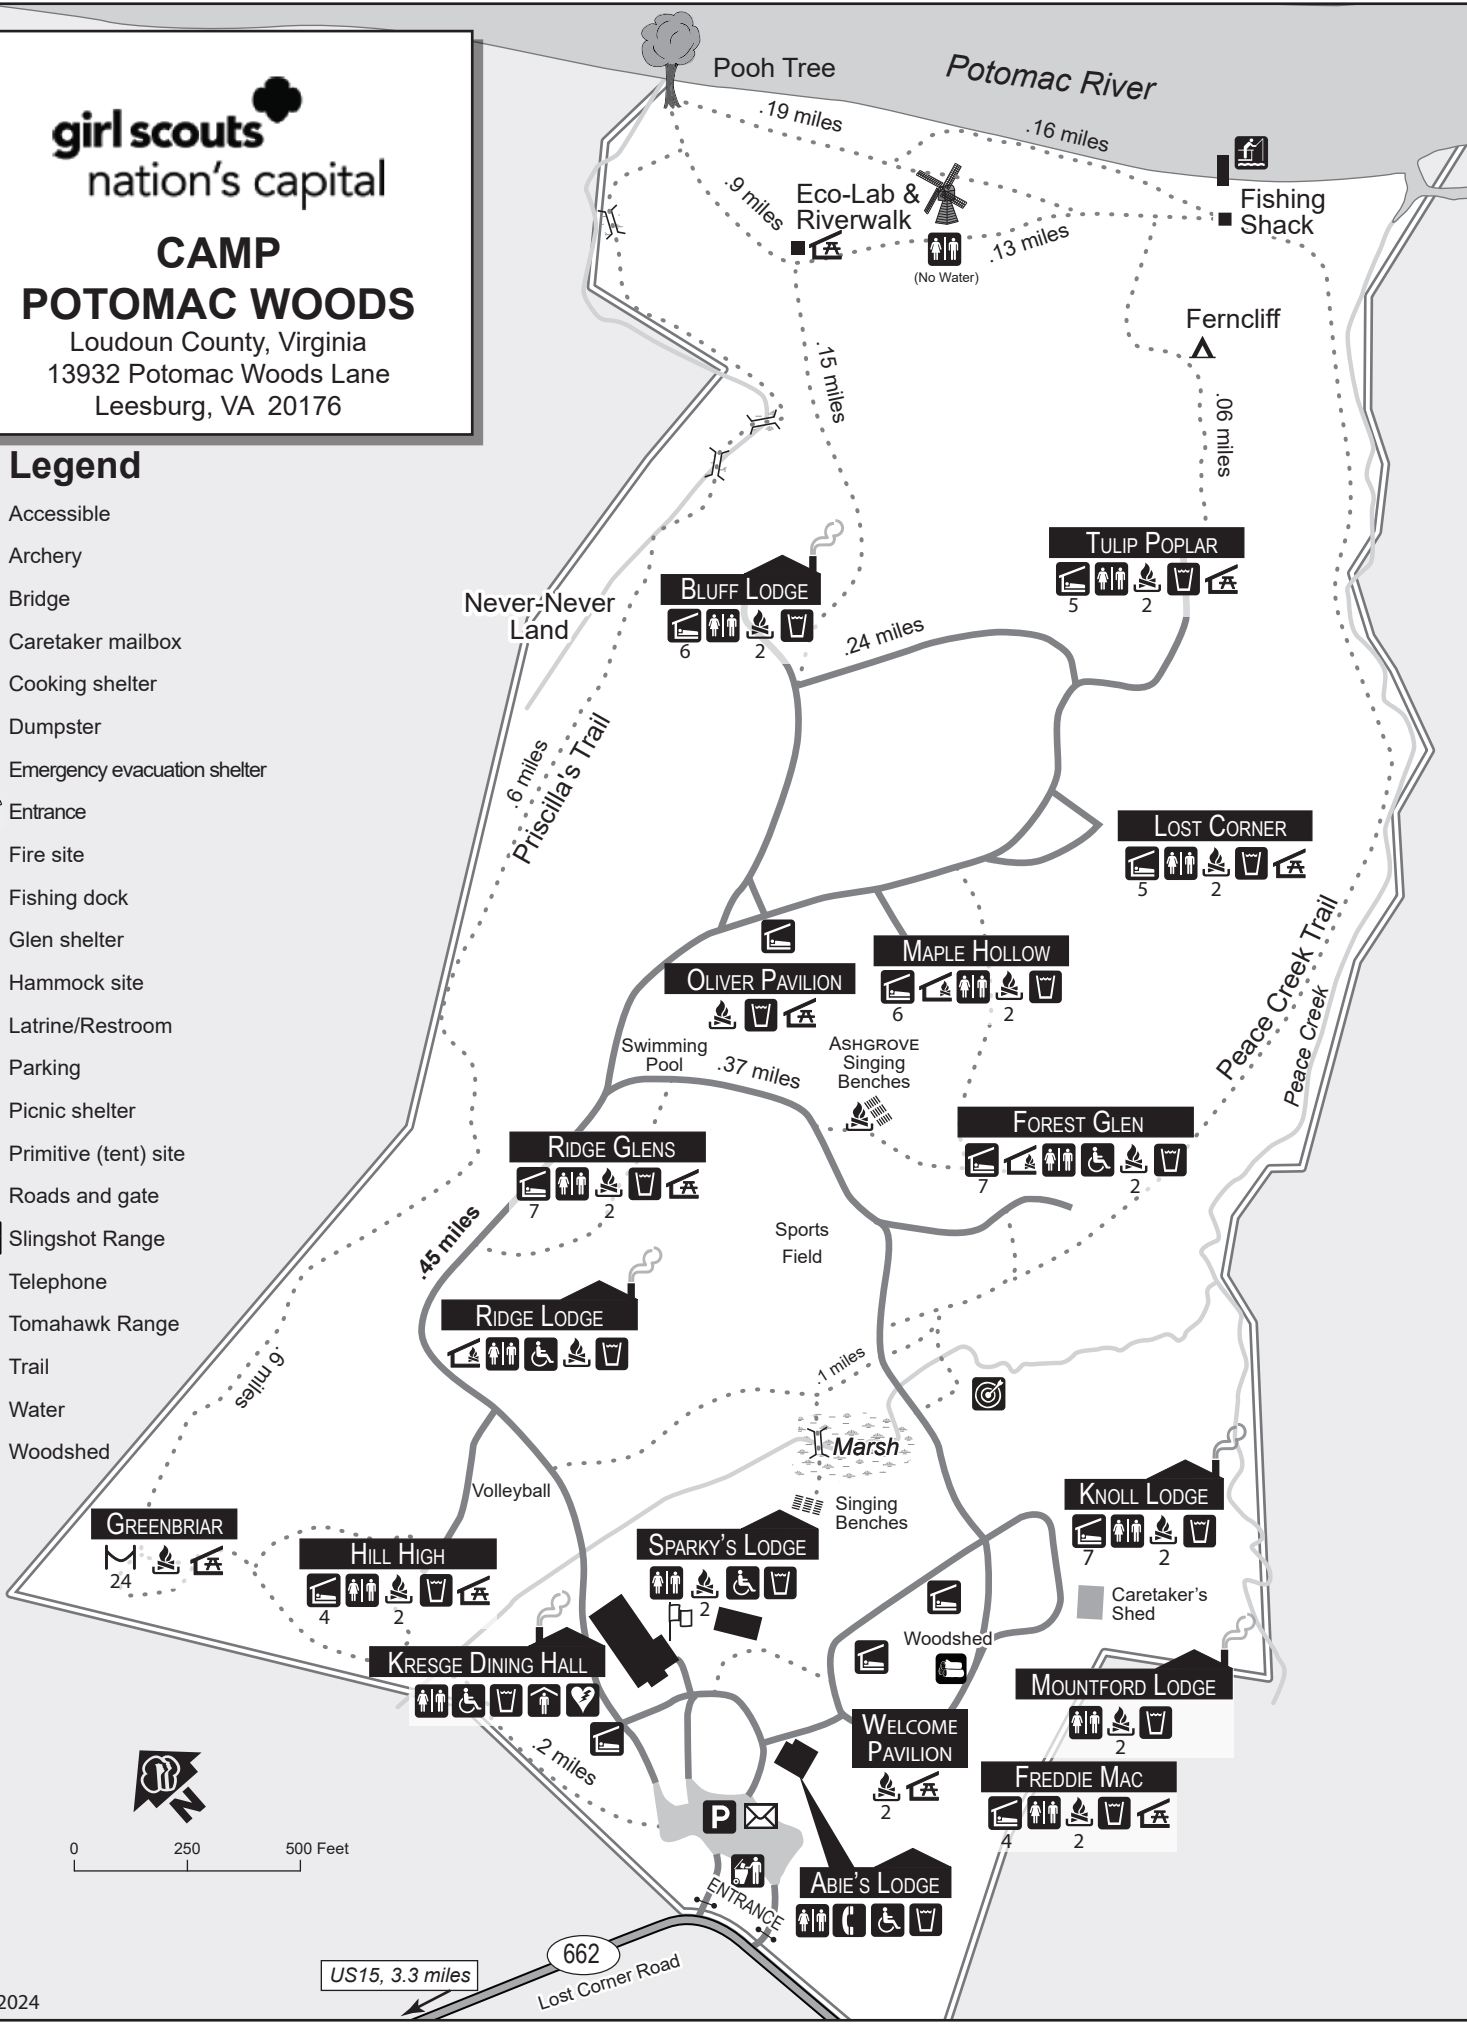 girl scouts
nation's capital
CAMP
POTOMAC WOODS
Loudoun County, Virginia
13932 Potomac Woods Lane
Leesburg, VA 20176
Pooh Tree
Potomac River
.19 miles
.16 miles
.9 miles
Eco-Lab &
Riverwalk
Fishing
Shack
.13 miles
(No Water)
Ferncliff
.15 miles
.06 miles
Legend
Accessible
Archery
Bridge
Caretaker mailbox
Cooking shelter
Dumpster
Emergency evacuation shelter
Entrance
Fire site
Fishing dock
Glen shelter
Hammock site
Latrine/Restroom
Parking
Picnic shelter
Primitive (tent) site
Roads and gate
Slingshot Range
Telephone
Tomahawk Range
Trail
Water
Woodshed
TULIP POPLAR
5 2
BLUFF LODGE
6 2
Never-Never
Land
.24 miles
.6 miles
Priscilla's Trail
LOST CORNER
5 2
MAPLE HOLLOW
6 2
OLIVER PAVILION
Peace Creek Trail
Peace Creek
Swimming
Pool
.37 miles
ASHGROVE
Singing
Benches
FOREST GLEN
7 2
RIDGE GLENS
7 2
.45 miles
Sports
Field
RIDGE LODGE
.6 miles
.1 miles
Marsh
Volleyball
Singing
Benches
KNOLL LODGE
7 2
GREENBRIAR
24
HILL HIGH
4 2
SPARKY'S LODGE
2
Caretaker's
Shed
Woodshed
KRESGE DINING HALL
MOUNTFORD LODGE
2
WELCOME
PAVILION
2
.2 miles
FREDDIE MAC
4 2
P
N
0 250 500 Feet
ABIE'S LODGE
ENTRANCE
662
US15, 3.3 miles
Lost Corner Road
2024